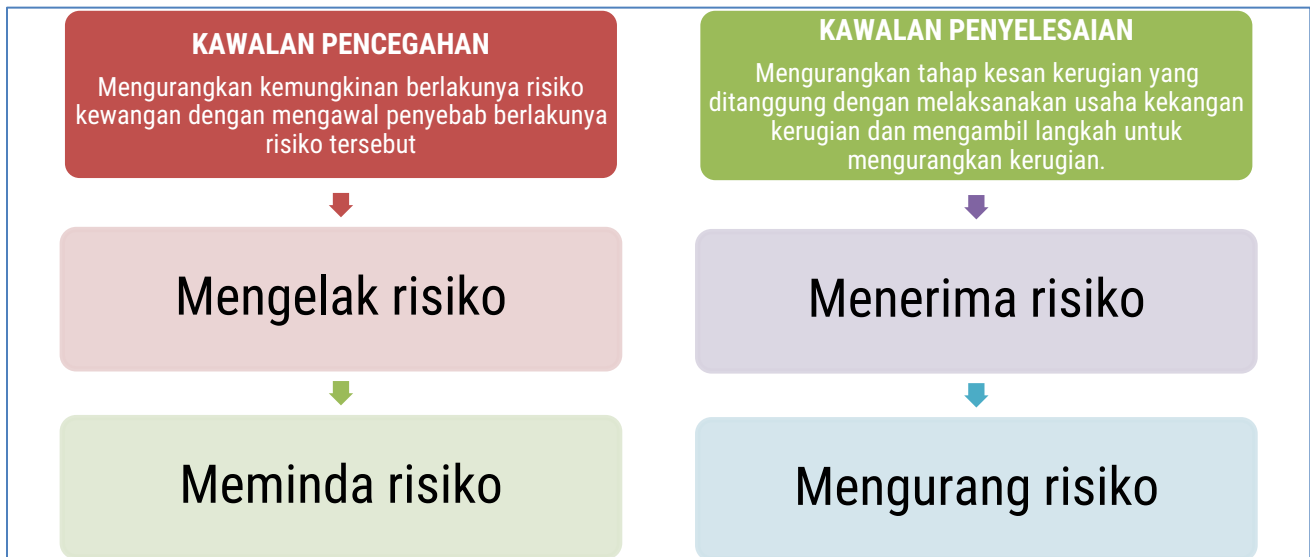 KAWALAN PENCEGAHAN
Mengurangkan kemungkinan berlakunya risiko
kewangan dengan mengawal penyebab berlakunya
risiko tersebut
Mengelak risiko
Meminda risiko
KAWALAN PENYELESAIAN
Mengurangkan tahap kesan kerugian yang
ditanggung dengan melaksanakan usaha kekangan
kerugian dan mengambil langkah untuk
mengurangkan kerugian.
Menerima risiko
Mengurang risiko